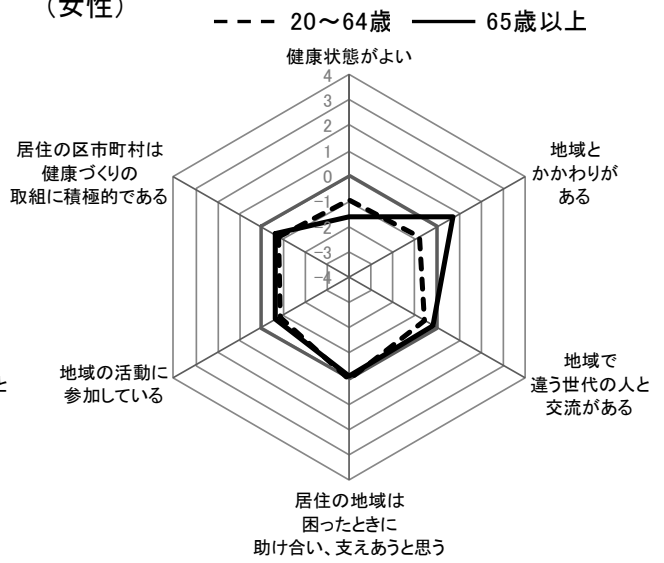 （女性）
20～64歳
65歳以上
健康状態がよい
4
3
2
1
0
−1
−2
−3
−4
地域と
かかわりが
ある
地域で
違う世代の人と
交流がある
居住の地域は
困ったときに
助け合い、支えあうと思う
地域の活動に
参加している
居住の区市町村は
健康づくりの
取組に積極的である
と